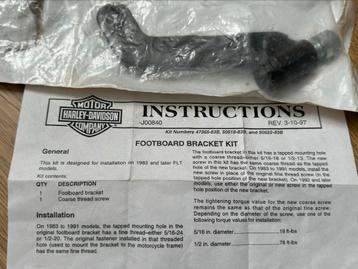 MOTOR
HARLEY-DAVIDSON
COMPANY
INSTRUCTIONS
-J00840
REV. 3-10-97
Kit Numbers 47365-83B, 50618-83B, and 50622-83B
FOOTBOARD BRACKET KIT
General
This kit is designed for installation on 1983 and later FLT
models.
Kit contents:
QTY DESCRIPTION
1 Footboard bracket
1 Coarse thread screw
Installation
On 1983 to 1991 models, the tapped mounting hole in
the original footboard bracket has a fine thread; either 5/16-24
or 1/2-20. The original fastener installed in that threaded
hole (used to mount the bracket to the motorcycle frame)
has the same fine thread.
The footboard bracket in this kit has a tapped mounting hole
with a coarse thread-either 5/16-18 or 1/2-13. The new
screw in this kit has the same coarse thread as the tapped
hole of the new bracket. On 1983 to 1991 models, install the
new screw in place of the original fine thread screw (in the
tapped hole position of the new bracket). On 1992 and later
models, use either the original or new screw in the tapped
hole position of the new bracket.
The tightening torque value for the new coarse screw
remains the same as that of the original fine screw.
Depending on the diameter of the screw, use one of the
following torque values for installation:
5/16 in. diameter 19 ft-lbs
1/2 in. diameter 78 ft-lbs